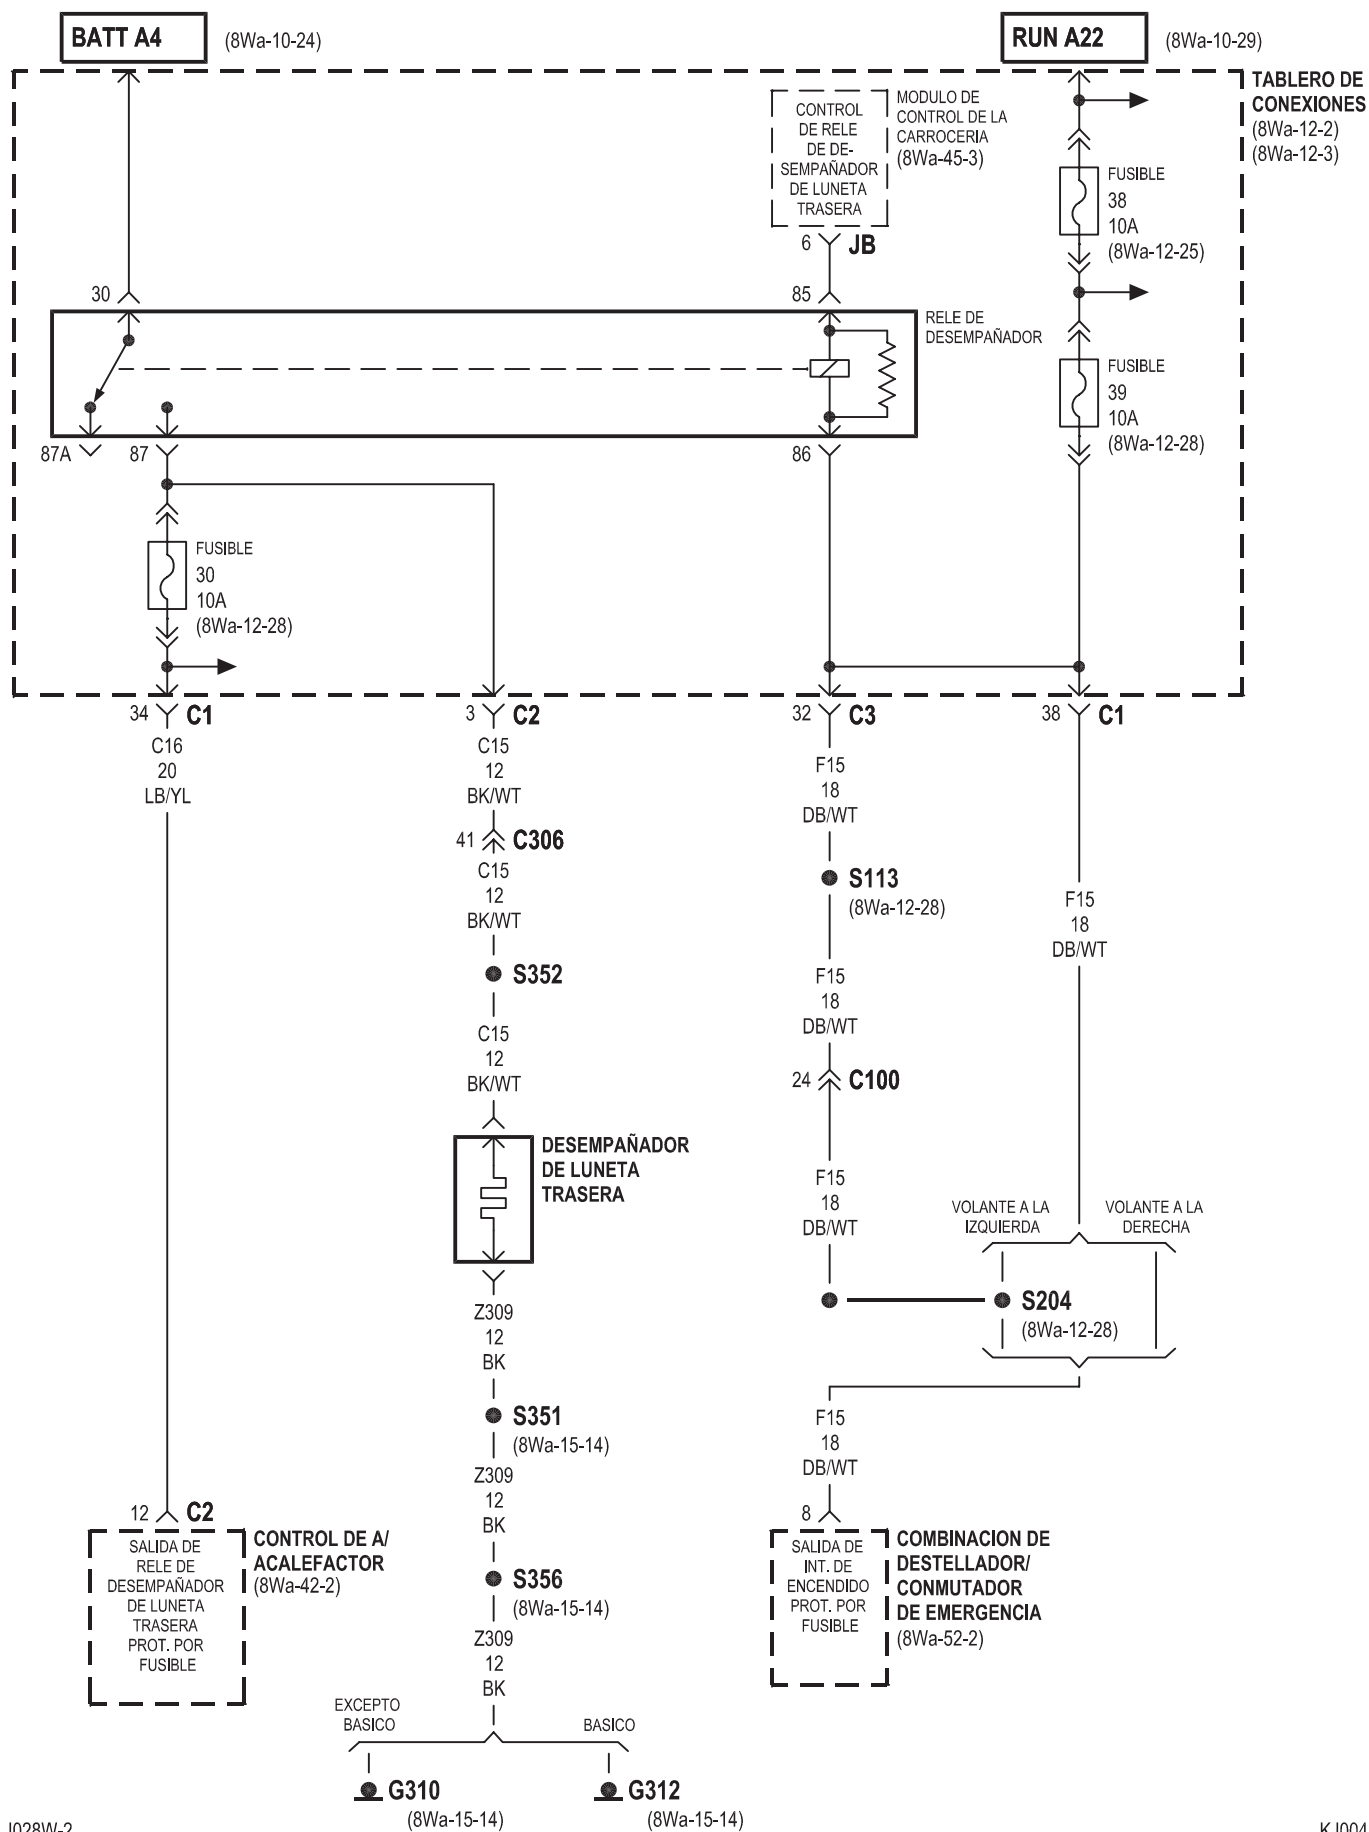 BATT A4
(8Wa-10-24)
RUN A22
(8Wa-10-29)
TABLERO DE
CONEXIONES
(8Wa-12-2)
(8Wa-12-3)
CONTROL
DE RELE
DE DE-
SEMPAÑADOR
DE LUNETA
TRASERA
MODULO DE
CONTROL DE LA
CARROCERIA
(8Wa-45-3)
6
JB
FUSIBLE
38
10A
(8Wa-12-25)
30
85
RELE DE
DESEMPAÑADOR
FUSIBLE
39
10A
(8Wa-12-28)
87A
87
86
FUSIBLE
30
10A
(8Wa-12-28)
34
C1
3
C2
32
C3
38
C1
C16
20
LB/YL
C15
12
BK/WT
F15
18
DB/WT
41
C306
C15
12
BK/WT
S113
(8Wa-12-28)
F15
18
DB/WT
S352
F15
18
DB/WT
C15
12
BK/WT
24
C100
DESEMPAÑADOR
DE LUNETA
TRASERA
F15
18
DB/WT
VOLANTE A LA
IZQUIERDA
VOLANTE A LA
DERECHA
S204
(8Wa-12-28)
Z309
12
BK
S351
(8Wa-15-14)
F15
18
DB/WT
Z309
12
BK
12
C2
8
SALIDA DE
RELE DE
DESEMPAÑADOR
DE LUNETA
TRASERA
PROT. POR
FUSIBLE
CONTROL DE A/
ACALEFACTOR
(8Wa-42-2)
S356
(8Wa-15-14)
SALIDA DE
INT. DE
ENCENDIDO
PROT. POR
FUSIBLE
COMBINACION DE
DESTELLADOR/
CONMUTADOR
DE EMERGENCIA
(8Wa-52-2)
Z309
12
BK
EXCEPTO
BASICO
BASICO
G310
(8Wa-15-14)
G312
(8Wa-15-14)
J028W-2
KJ004